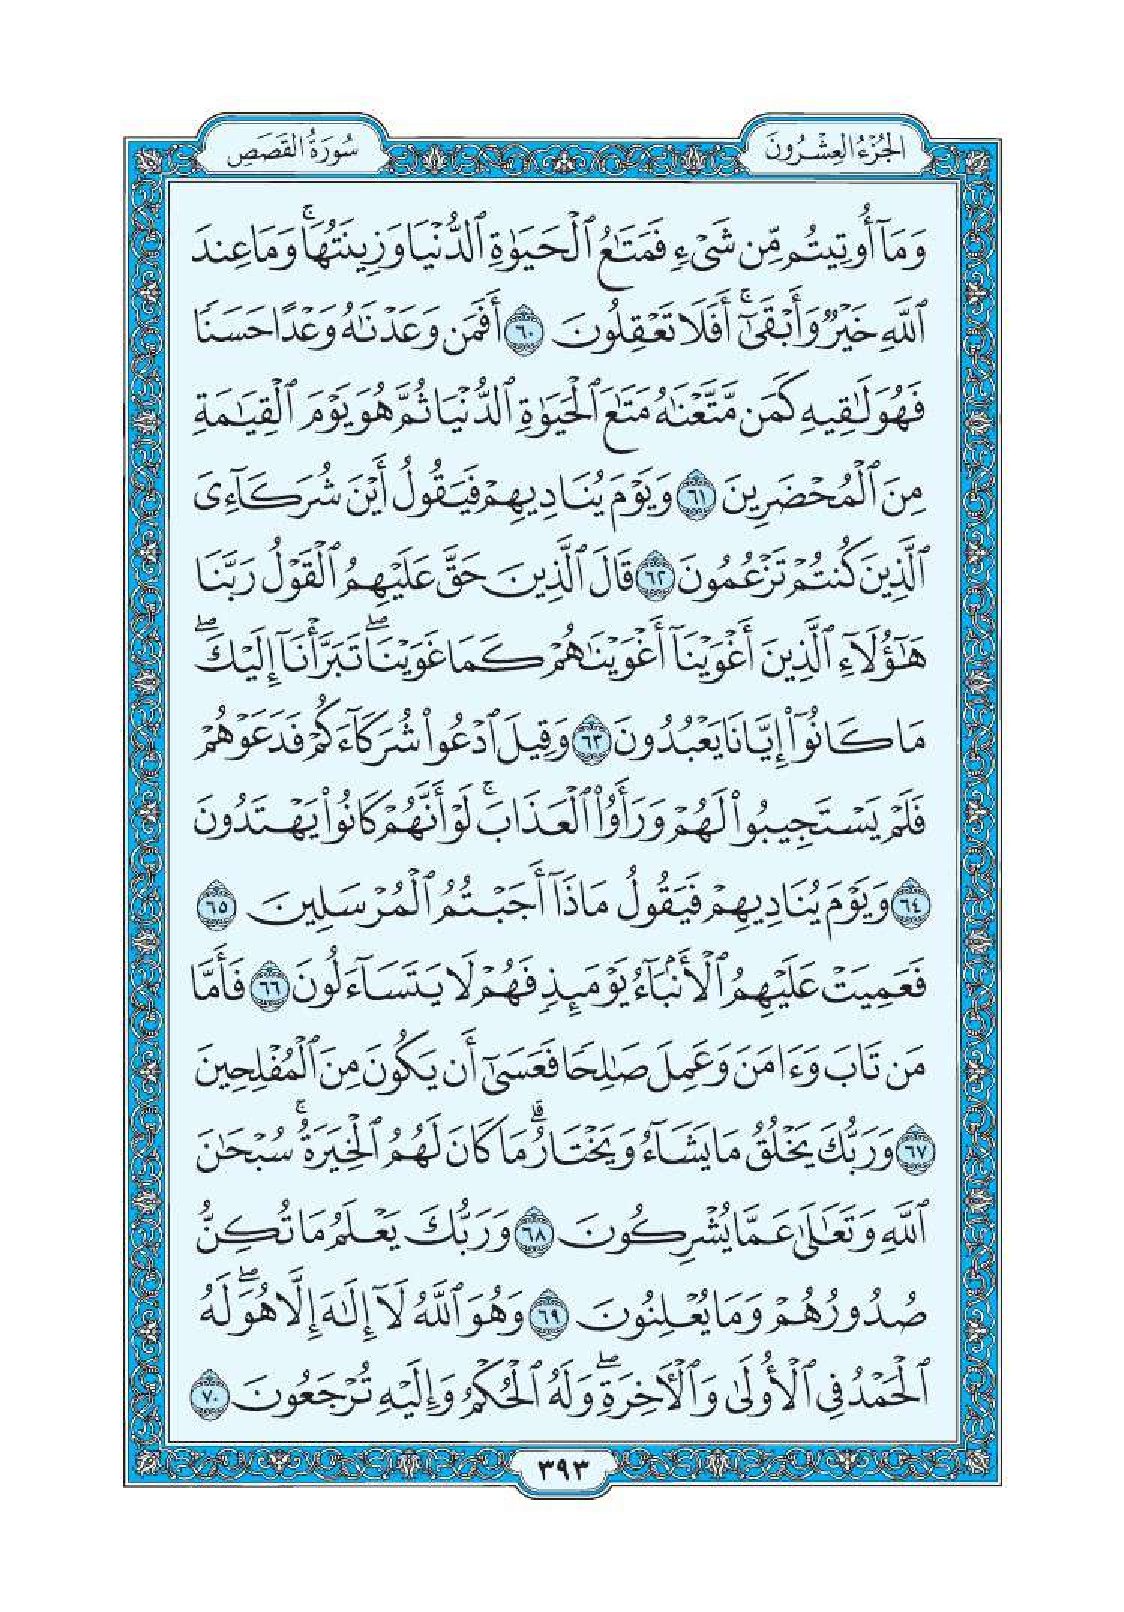 الجُزْءُ العِشْرُونَ
سُورَةُ القَصَصِ
وَمَآ أُوتِيتُم مِّن شَىْءٍ فَمَتَـٰعُ ٱلْحَيَوٰةِ ٱلدُّنْيَا وَزِينَتُهَا ۚ وَمَا عِندَ
ٱللَّهِ خَيْرٌ وَأَبْقَىٰٓ ۚ أَفَلَا تَعْقِلُونَ ٦٠ أَفَمَن وَعَدْنَـٰهُ وَعْدًا حَسَنًا
فَهُوَ لَـٰقِيهِ كَمَن مَّتَّعْنَـٰهُ مَتَـٰعَ ٱلْحَيَوٰةِ ٱلدُّنْيَا ثُمَّ هُوَ يَوْمَ ٱلْقِيَـٰمَةِ
مِنَ ٱلْمُحْضَرِينَ ٦١ وَيَوْمَ يُنَادِيهِمْ فَيَقُولُ أَيْنَ شُرَكَآءِىَ
ٱلَّذِينَ كُنتُمْ تَزْعُمُونَ ٦٢ قَالَ ٱلَّذِينَ حَقَّ عَلَيْهِمُ ٱلْقَوْلُ رَبَّنَا
هَـٰٓؤُلَآءِ ٱلَّذِينَ أَغْوَيْنَآ أَغْوَيْنَـٰهُمْ كَمَا غَوَيْنَا ۖ تَبَرَّأْنَآ إِلَيْكَ ۖ
مَا كَانُوٓا۟ إِيَّانَا يَعْبُدُونَ ٦٣ وَقِيلَ ٱدْعُوا۟ شُرَكَآءَكُمْ فَدَعَوْهُمْ
فَلَمْ يَسْتَجِيبُوا۟ لَهُمْ وَرَأَوُا۟ ٱلْعَذَابَ ۚ لَوْ أَنَّهُمْ كَانُوا۟ يَهْتَدُونَ
٦٤ وَيَوْمَ يُنَادِيهِمْ فَيَقُولُ مَاذَآ أَجَبْتُمُ ٱلْمُرْسَلِينَ ٦٥
فَعَمِيَتْ عَلَيْهِمُ ٱلْأَنۢبَآءُ يَوْمَئِذٍ فَهُمْ لَا يَتَسَآءَلُونَ ٦٦ فَأَمَّا
مَن تَابَ وَءَامَنَ وَعَمِلَ صَـٰلِحًا فَعَسَىٰٓ أَن يَكُونَ مِنَ ٱلْمُفْلِحِينَ
٦٧ وَرَبُّكَ يَخْلُقُ مَا يَشَآءُ وَيَخْتَارُ ۗ مَا كَانَ لَهُمُ ٱلْخِيَرَةُ ۚ سُبْحَـٰنَ
ٱللَّهِ وَتَعَـٰلَىٰ عَمَّا يُشْرِكُونَ ٦٨ وَرَبُّكَ يَعْلَمُ مَا تُكِنُّ
صُدُورُهُمْ وَمَا يُعْلِنُونَ ٦٩ وَهُوَ ٱللَّهُ لَآ إِلَـٰهَ إِلَّا هُوَ ۖ لَهُ
ٱلْحَمْدُ فِى ٱلْأُولَىٰ وَٱلْـَٔاخِرَةِ ۖ وَلَهُ ٱلْحُكْمُ وَإِلَيْهِ تُرْجَعُونَ ٧٠
٣٩٣